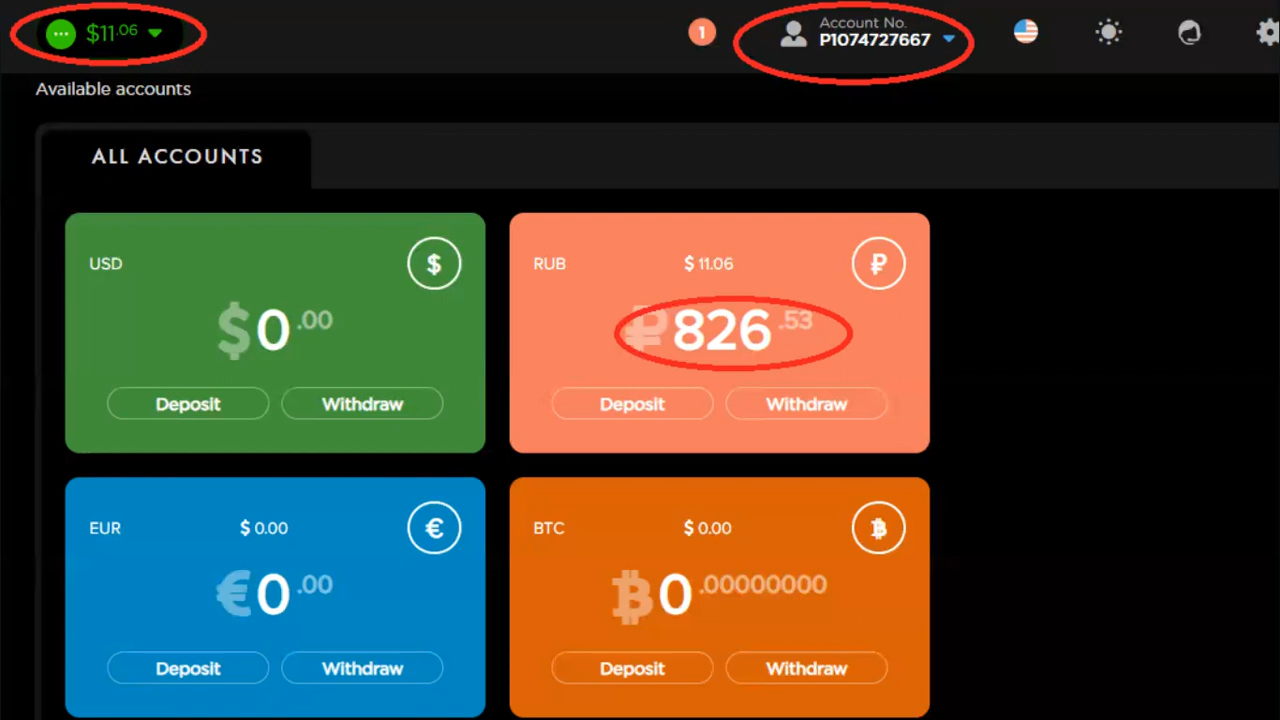 $11.06
1
Account No.
P1074727667
Available accounts
ALL ACCOUNTS
USD
$
$0.00
Deposit
Withdraw
RUB
$ 11.06
₽
₽826.53
Deposit
Withdraw
EUR
$ 0.00
€
€0.00
Deposit
Withdraw
BTC
$ 0.00
₿
₿0.00000000
Deposit
Withdraw